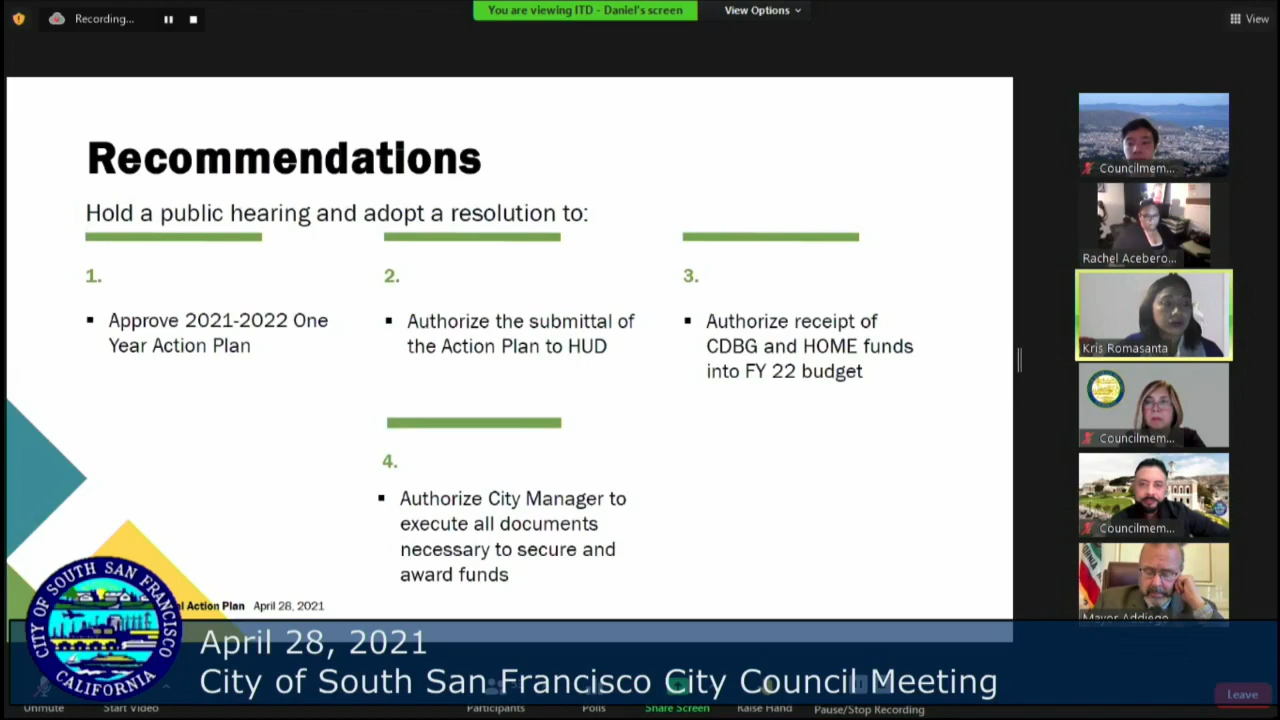 Recording...
You are viewing ITD - Daniel's screen
View Options
View
Recommendations
Hold a public hearing and adopt a resolution to:
1.
▪ Approve 2021-2022 One
Year Action Plan
2.
▪ Authorize the submittal of
the Action Plan to HUD
3.
▪ Authorize receipt of
CDBG and HOME funds
into FY 22 budget
4.
▪ Authorize City Manager to
execute all documents
necessary to secure and
award funds
Action Plan April 28, 2021
Councilmem...
Rachel Acebero...
Kris Romasanta
Councilmem...
Councilmem...
Mayor Addiego
CITY OF SOUTH SAN FRANCISCO
CALIFORNIA
April 28, 2021
City of South San Francisco City Council Meeting
Unmute
Start Video
Participants
Polls
Share Screen
Raise Hand
Pause/Stop Recording
Leave